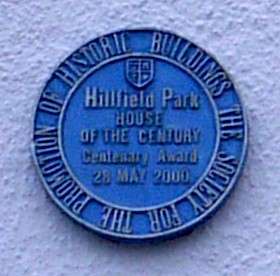 THE SOCIETY FOR THE PROMOTION OF HISTORIC BUILDINGS
Hillfield Park
HOUSE
OF THE CENTURY
Centenary Award
28 MAY 2000